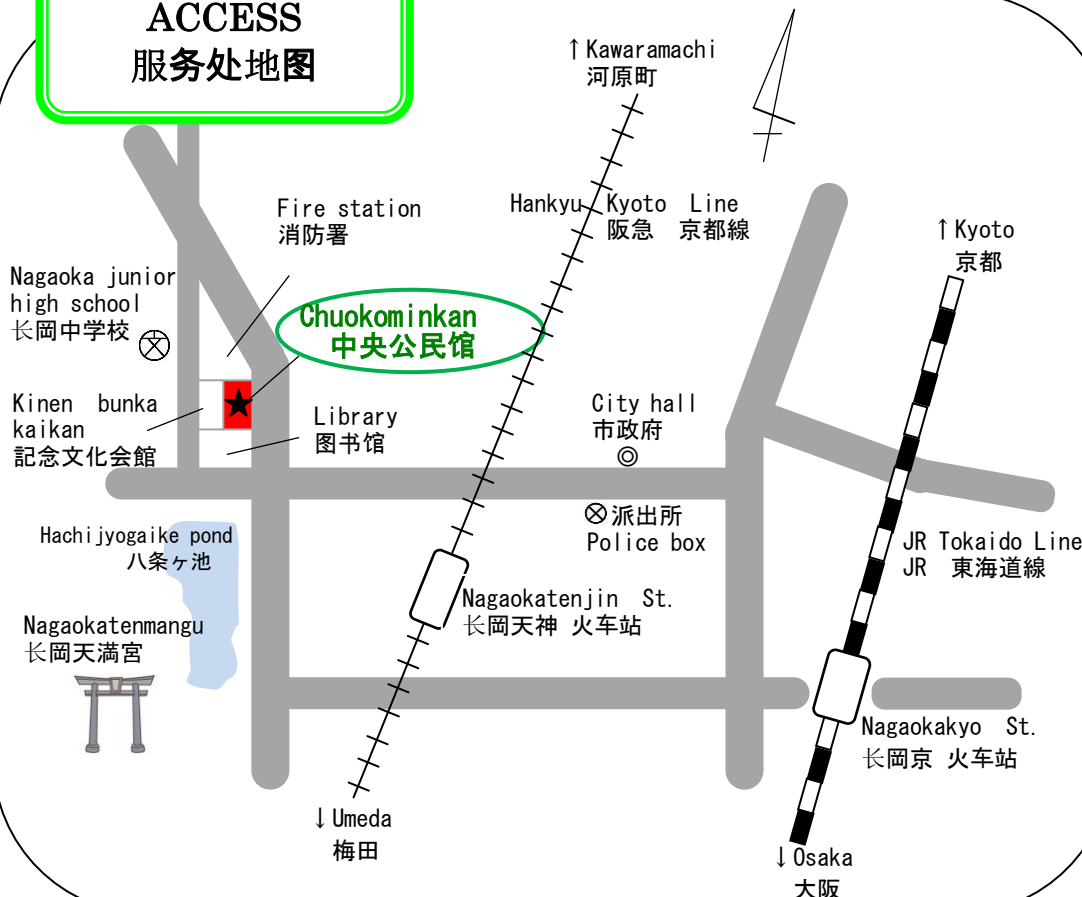 ACCESS
服务处地图
↑Kawaramachi
河原町
Hankyu Kyoto Line
阪急 京都線
↑Kyoto
京都
Fire station
消防署
Nagaoka junior
high school
长岡中学校
Chuokominkan
中央公民馆
Kinen bunka
kaikan
記念文化会館
Library
图书馆
City hall
市政府
派出所
Police box
Hachijyogaike pond
八条ヶ池
JR Tokaido Line
JR 東海道線
Nagaokatenjin St.
长岡天神 火车站
Nagaokatenmangu
长岡天満宮
Nagaokakyo St.
长岡京 火车站
↓Umeda
梅田
↓Osaka
大阪